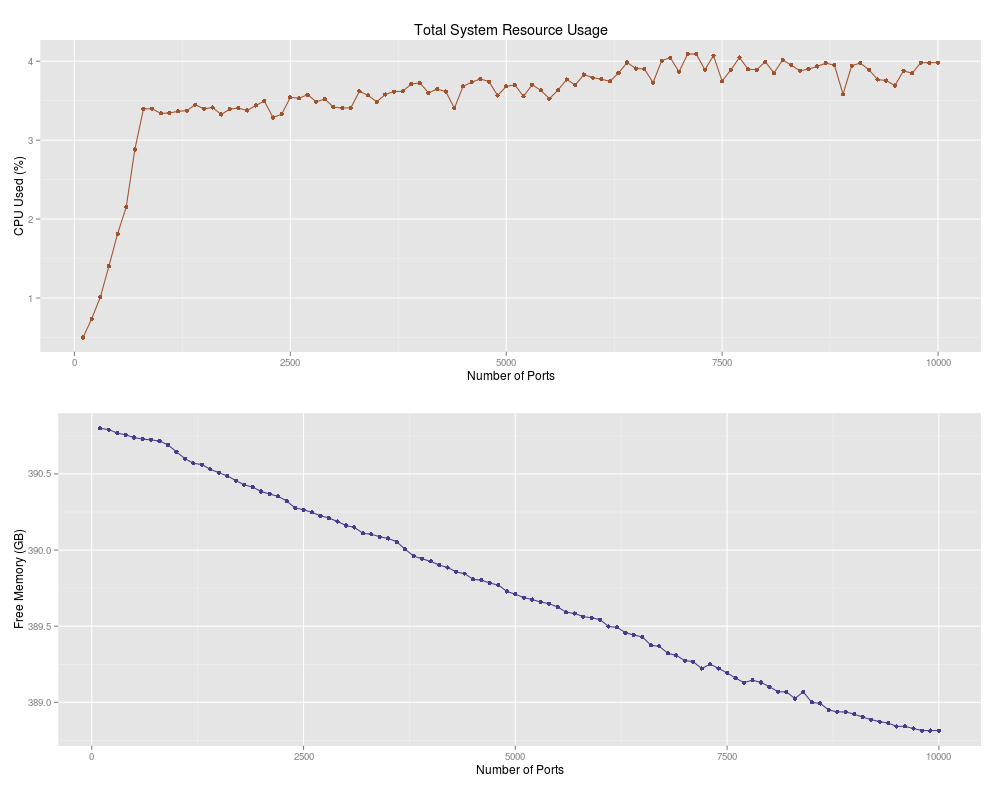 Total System Resource Usage
4
3
2
1
CPU Used (%)
0 2500 5000 7500 10000
Number of Ports
390.5
390.0
389.5
389.0
Free Memory (GB)
0 2500 5000 7500 10000
Number of Ports